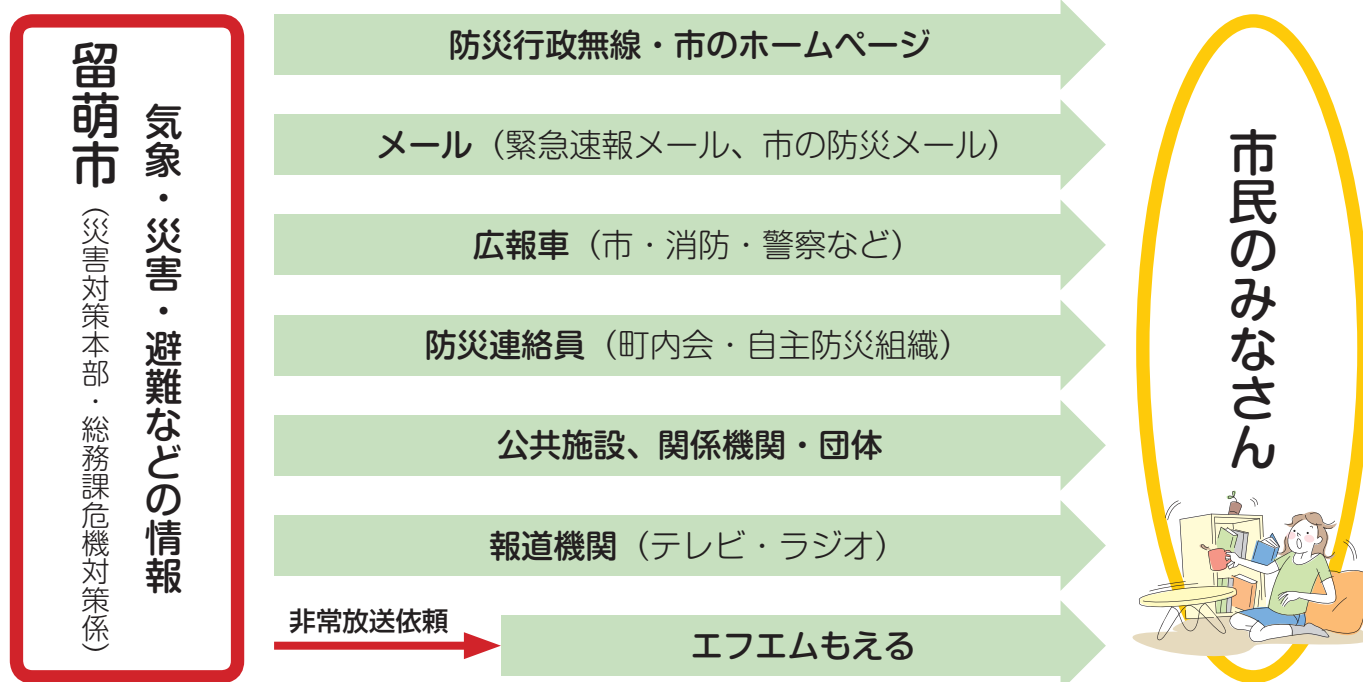 気象・災害・避難などの情報
留萌市(災害対策本部・総務課危機対策係)
防災行政無線・市のホームページ
メール(緊急速報メール、市の防災メール)
広報車(市・消防・警察など)
防災連絡員(町内会・自主防災組織)
公共施設、関係機関・団体
報道機関(テレビ・ラジオ)
非常放送依頼
エフエムもえる
市民のみなさん